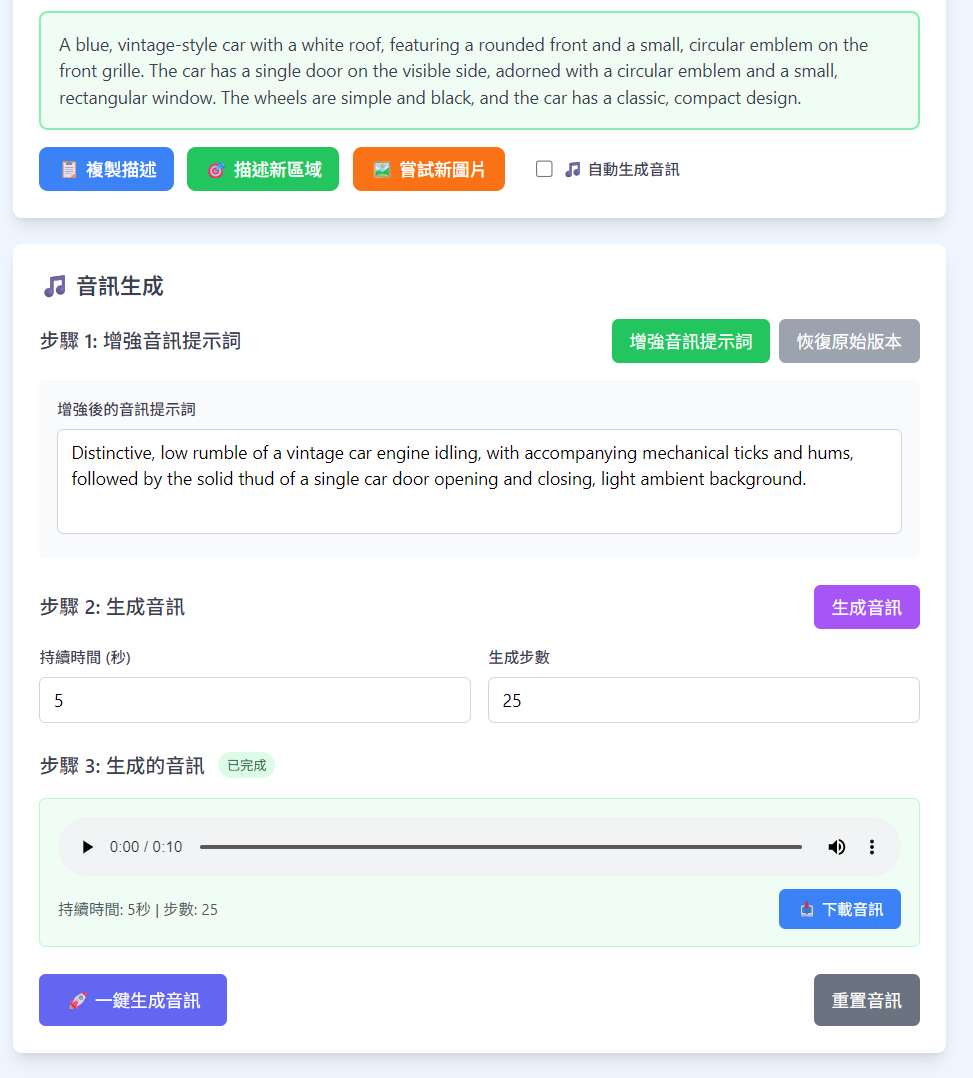 A blue, vintage-style car with a white roof, featuring a rounded front and a small, circular emblem on the
front grille. The car has a single door on the visible side, adorned with a circular emblem and a small,
rectangular window. The wheels are simple and black, and the car has a classic, compact design.
📋 複製描述 🎯 描述新區域 🖼️ 嘗試新圖片 🎵 自動生成音訊
🎵 音訊生成
步驟 1: 增強音訊提示詞 增強音訊提示詞 恢復原始版本
增強後的音訊提示詞
Distinctive, low rumble of a vintage car engine idling, with accompanying mechanical ticks and hums,
followed by the solid thud of a single car door opening and closing, light ambient background.
步驟 2: 生成音訊 生成音訊
持續時間 (秒) 生成步數
5 25
步驟 3: 生成的音訊 已完成
0:00 / 0:10
持續時間: 5秒 | 步數: 25 📥 下載音訊
🚀 一鍵生成音訊 重置音訊